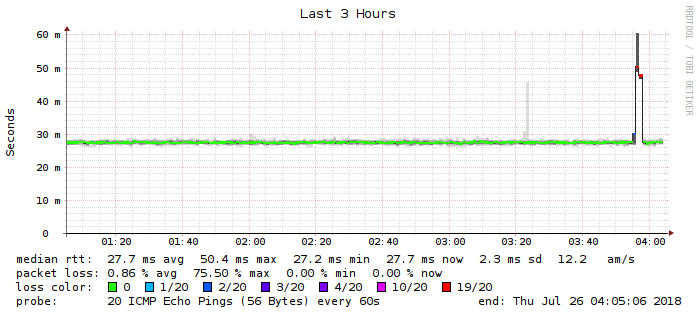 Last 3 Hours
RRDTOOL / TOBI OETIKER
Seconds
60 m
50 m
40 m
30 m
20 m
10 m
0
01:20 01:40 02:00 02:20 02:40 03:00 03:20 03:40 04:00
median rtt: 27.7 ms avg 50.4 ms max 27.2 ms min 27.7 ms now 2.3 ms sd 12.2 am/s
packet loss: 0.86 % avg 75.50 % max 0.00 % min 0.00 % now
loss color: 0 1/20 2/20 3/20 4/20 10/20 19/20
probe: 20 ICMP Echo Pings (56 Bytes) every 60s end: Thu Jul 26 04:05:06 2018